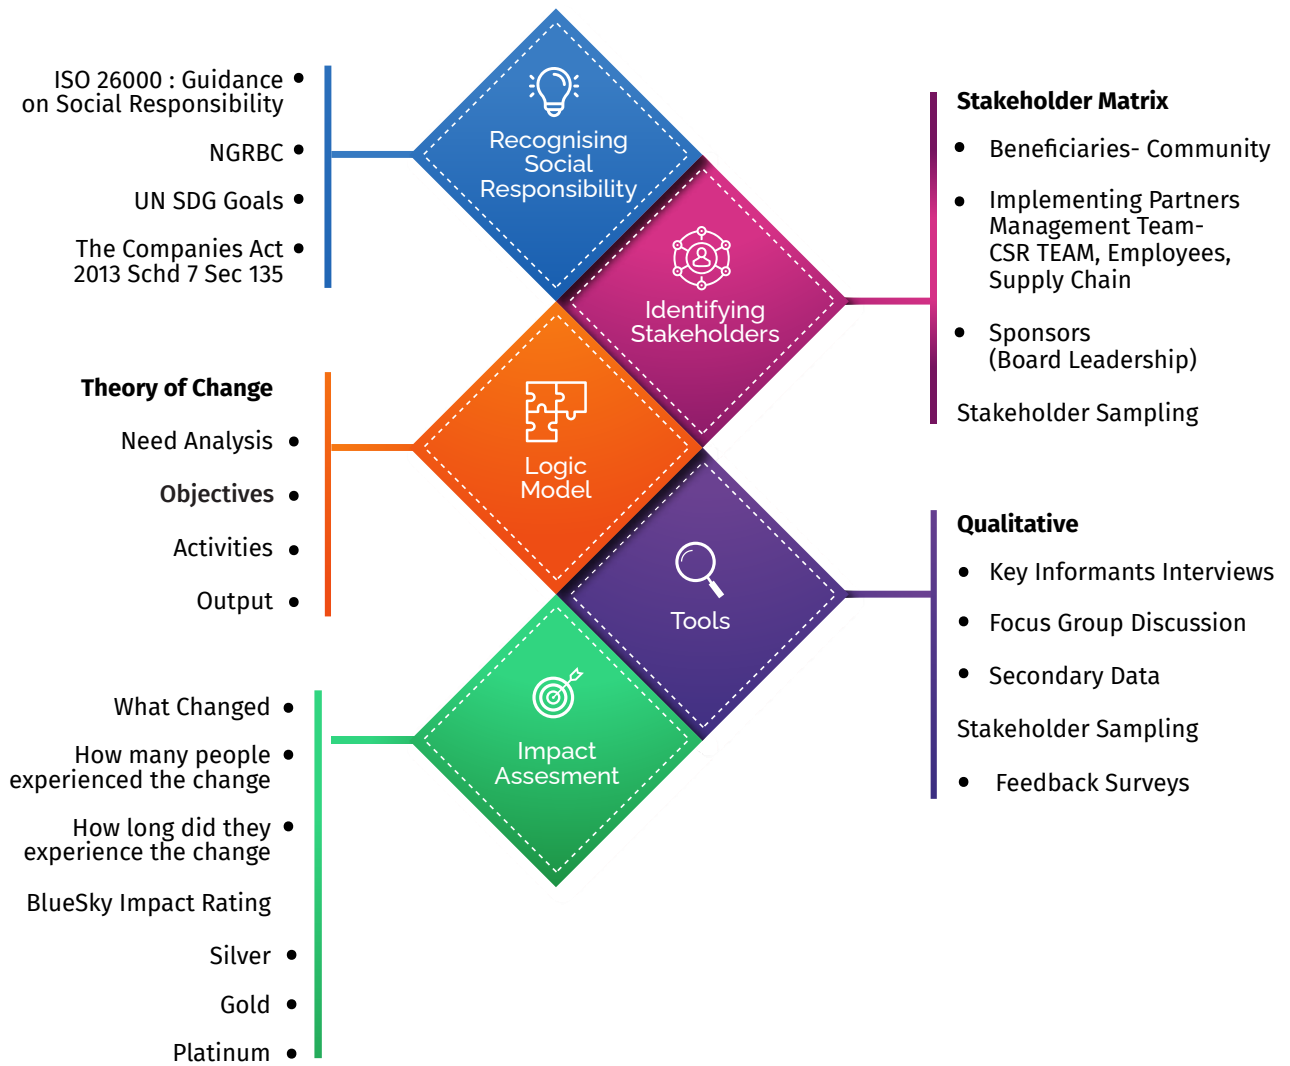 ISO 26000 : Guidance
on Social Responsibility
NGRBC
UN SDG Goals
The Companies Act
2013 Schd 7 Sec 135
Recognising
Social
Responsibility
Stakeholder Matrix
Beneficiaries- Community
Implementing Partners
Management Team-
CSR TEAM, Employees,
Supply Chain
Sponsors
(Board Leadership)
Stakeholder Sampling
Identifying
Stakeholders
Theory of Change
Need Analysis
Objectives
Activities
Output
Logic
Model
Qualitative
Key Informants Interviews
Focus Group Discussion
Secondary Data
Stakeholder Sampling
Feedback Surveys
Tools
What Changed
How many people
experienced the change
How long did they
experience the change
BlueSky Impact Rating
Silver
Gold
Platinum
Impact
Assesment